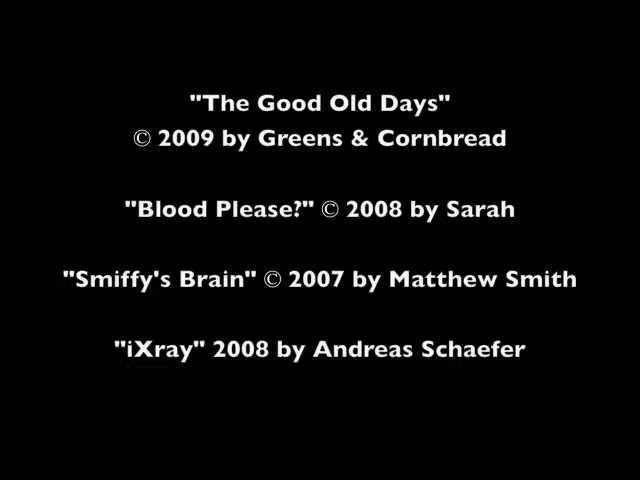 "The Good Old Days"
© 2009 by Greens & Cornbread
"Blood Please?" © 2008 by Sarah
"Smiffy's Brain" © 2007 by Matthew Smith
"iXray" 2008 by Andreas Schaefer